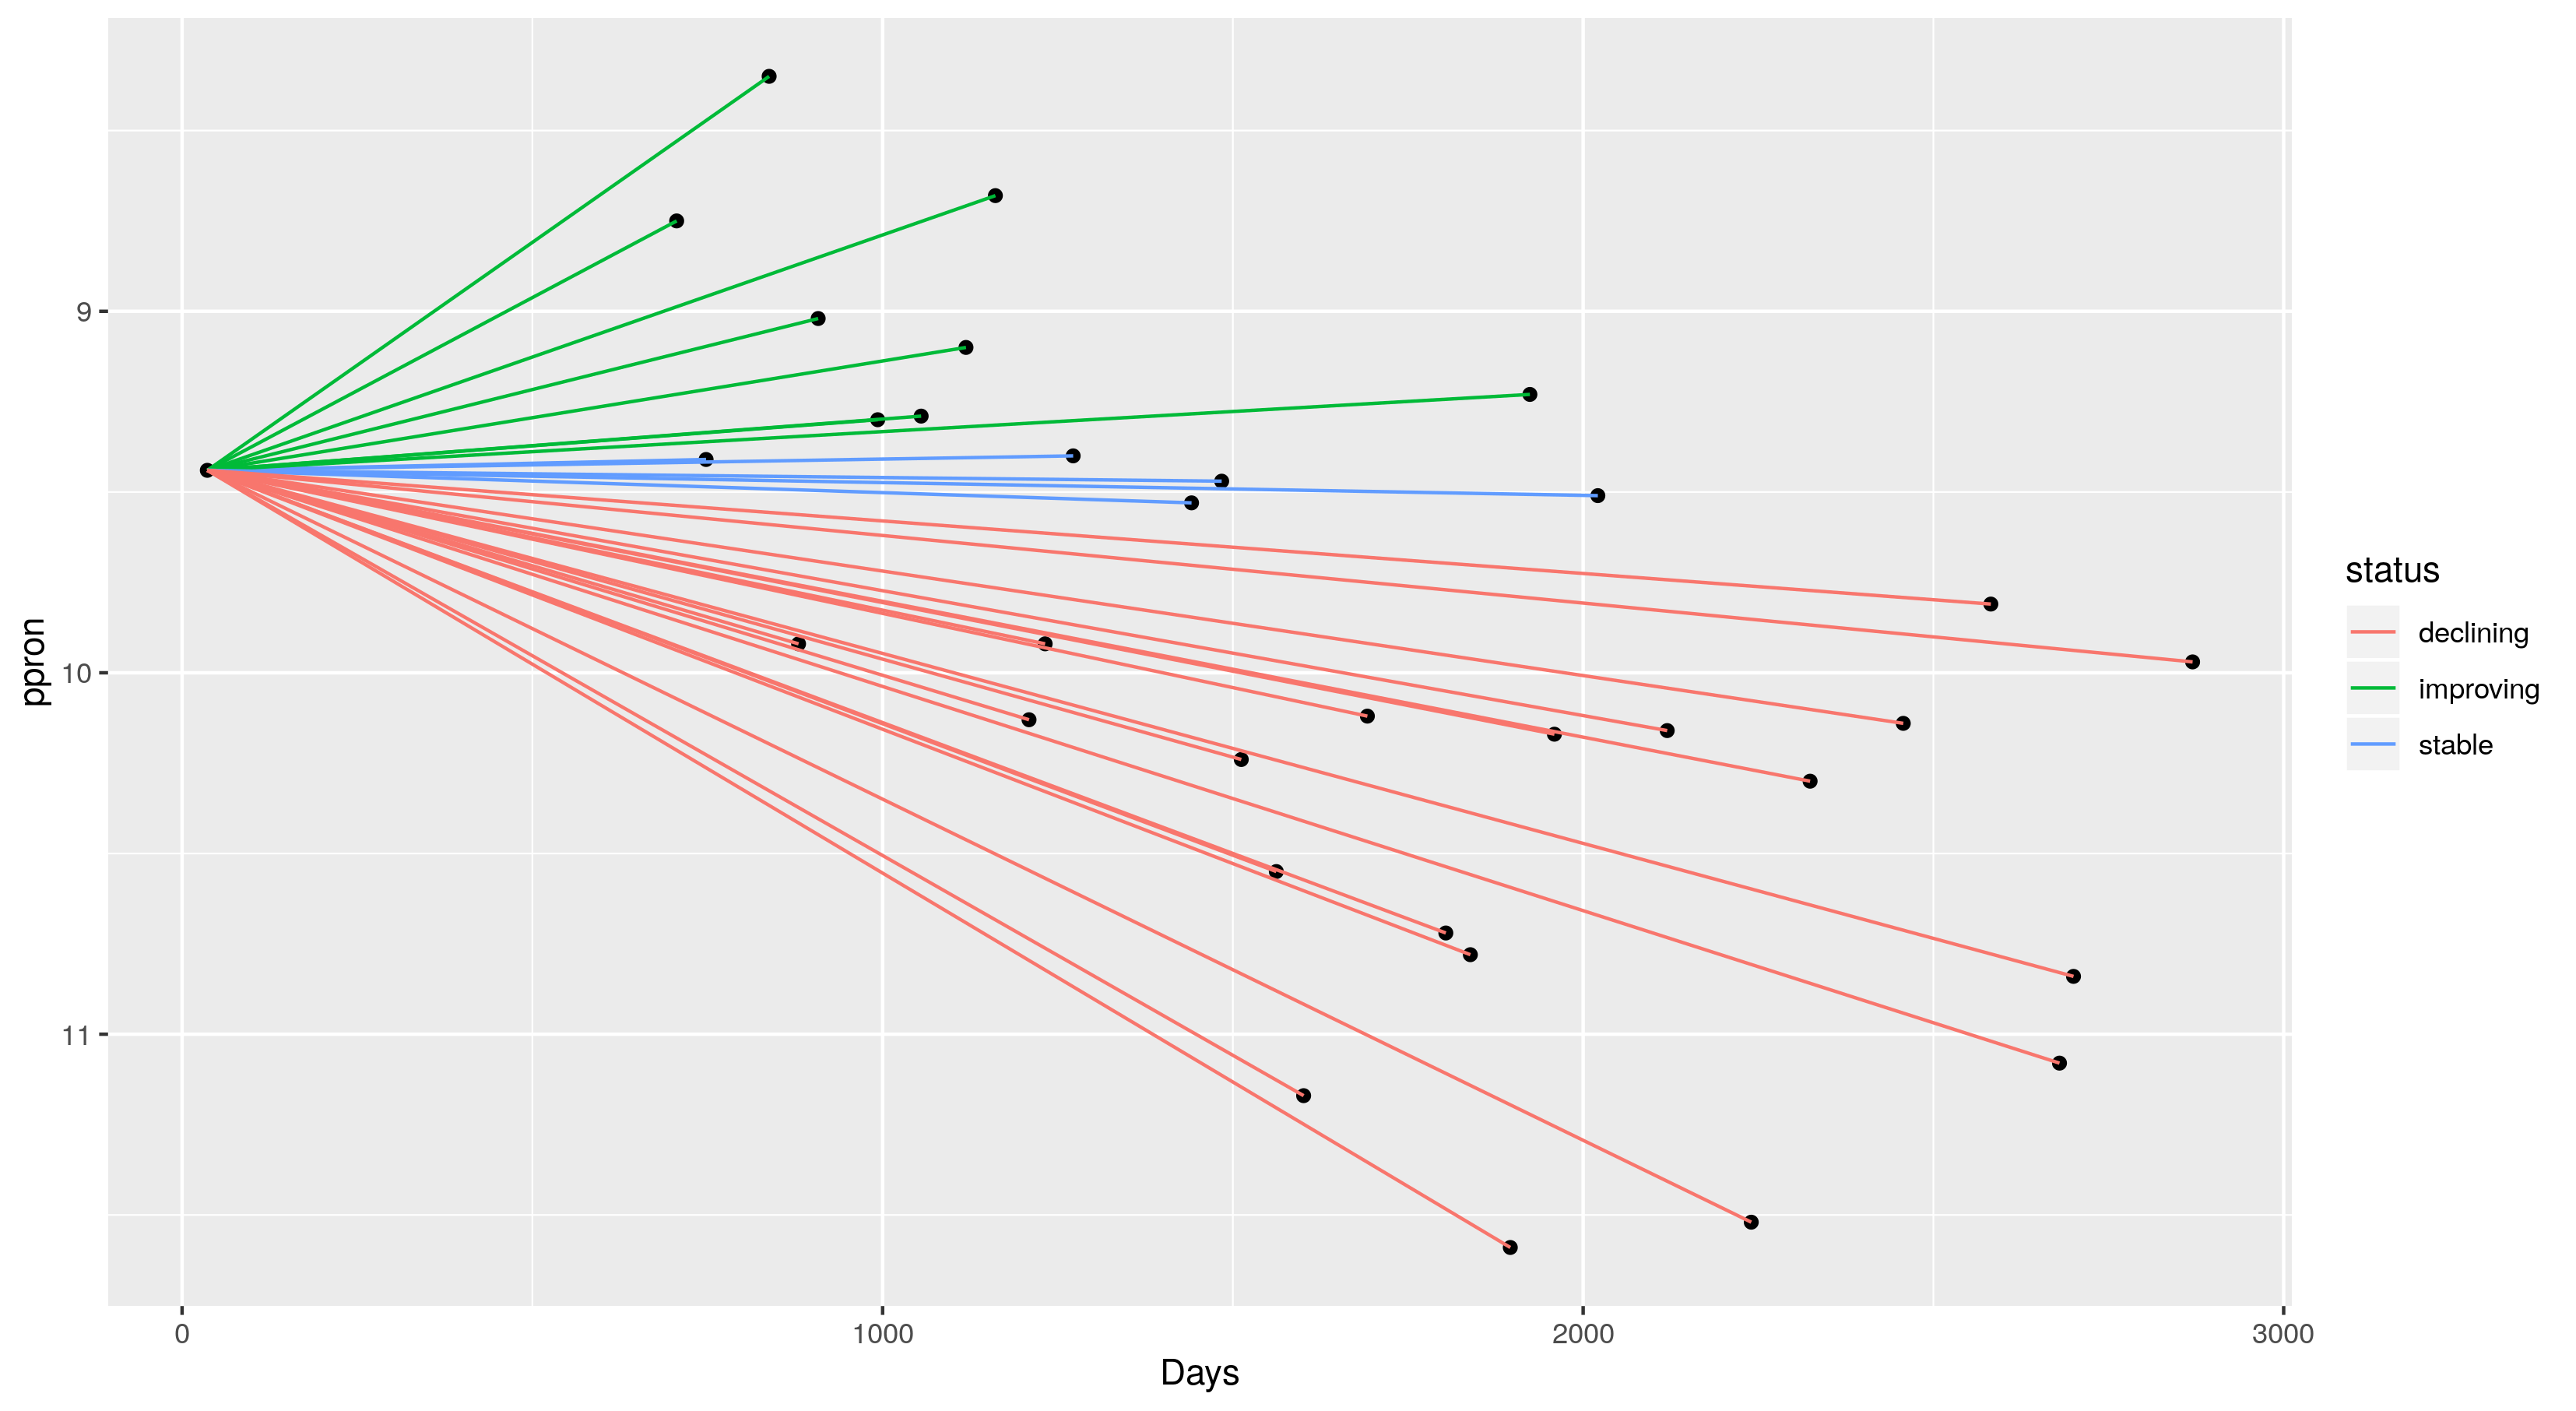 9
10
11
ppron
0
1000
2000
3000
Days
status
declining
improving
stable